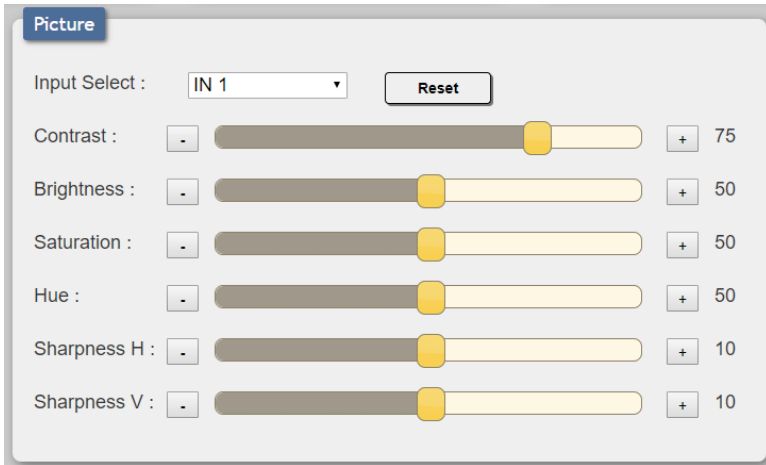 Picture
Input Select : IN 1 Reset
Contrast : - + 75
Brightness : - + 50
Saturation : - + 50
Hue : - + 50
Sharpness H : - + 10
Sharpness V : - + 10